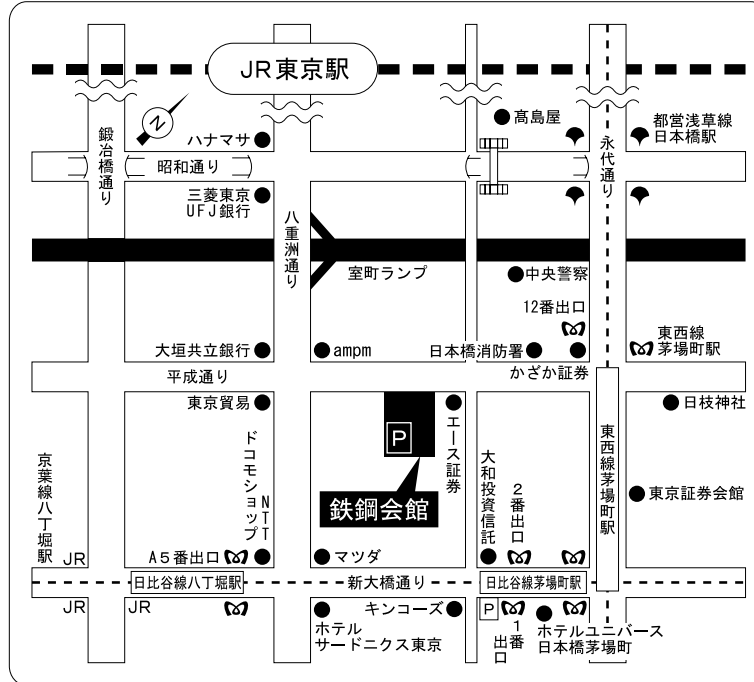 JR東京駅
N
鍛冶橋通り
ハナマサ
昭和通り
三菱東京
UFJ銀行
八重洲通り
髙島屋
永代通り
都営浅草線
日本橋駅
室町ランプ
中央警察
12番出口
大垣共立銀行
ampm
日本橋消防署
東西線
茅場町駅
平成通り
かざか証券
東京貿易
P
エース証券
日枝神社
京葉線八丁堀駅
NTT
ドコモショップ
鉄鋼会館
大和投資信託
2番出口
東西線茅場町駅
東京証券会館
JR
A5番出口
マツダ
日比谷線八丁堀駅
新大橋通り
日比谷線茅場町駅
JR
JR
キンコーズ
P
1番出口
ホテル
サードニクス東京
ホテルユニバース
日本橋茅場町